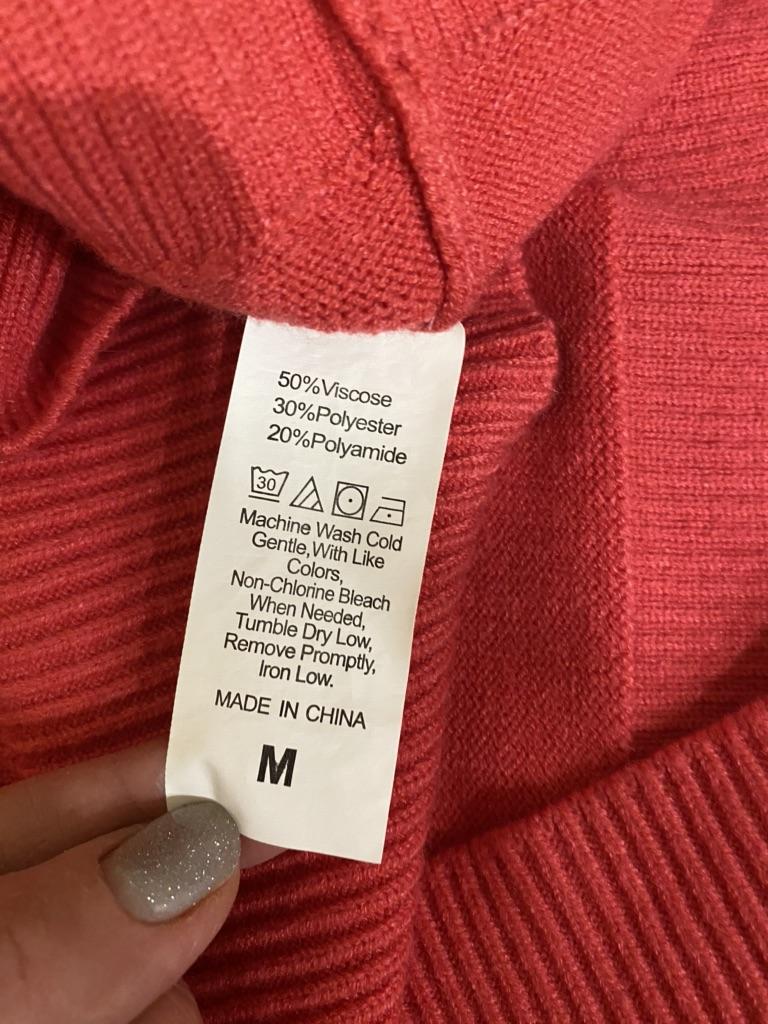 50%Viscose
30%Polyester
20%Polyamide
30
Machine Wash Cold
Gentle,With Like
Colors,
Non-Chlorine Bleach
When Needed,
Tumble Dry Low,
Remove Promptly,
Iron Low.
MADE IN CHINA
M